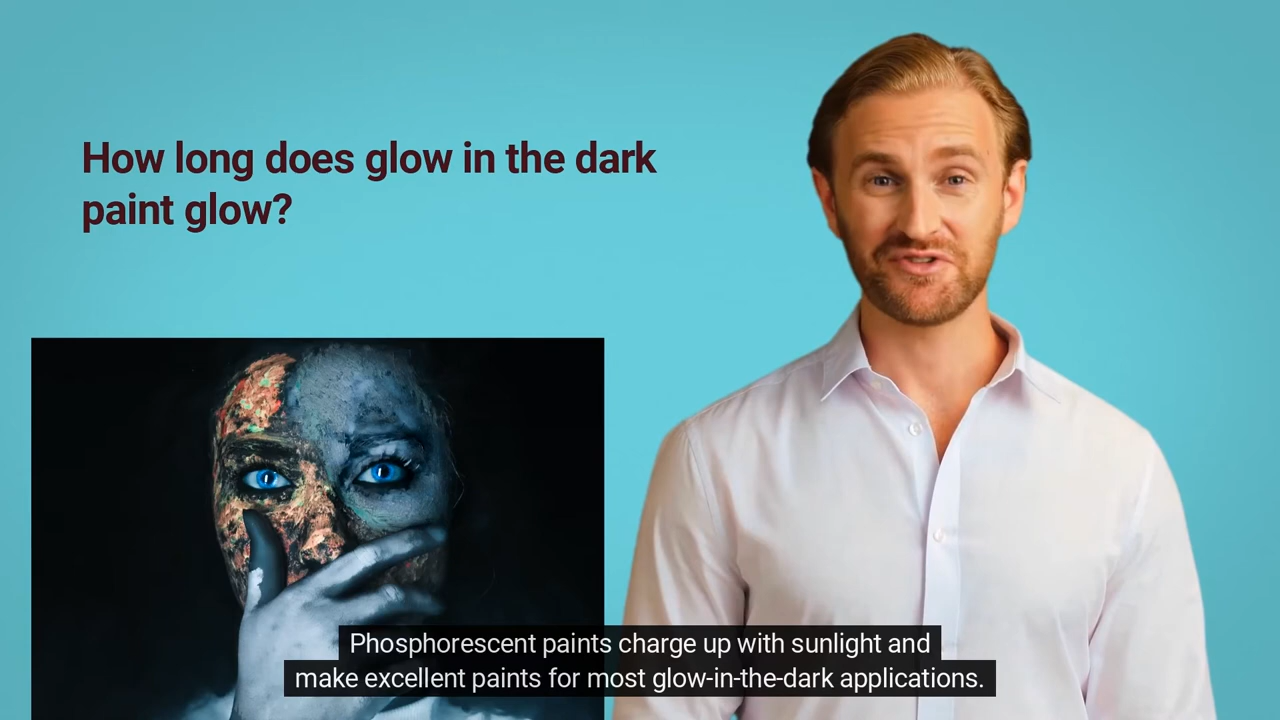 How long does glow in the dark
paint glow?
Phosphorescent paints charge up with sunlight and
make excellent paints for most glow-in-the-dark applications.